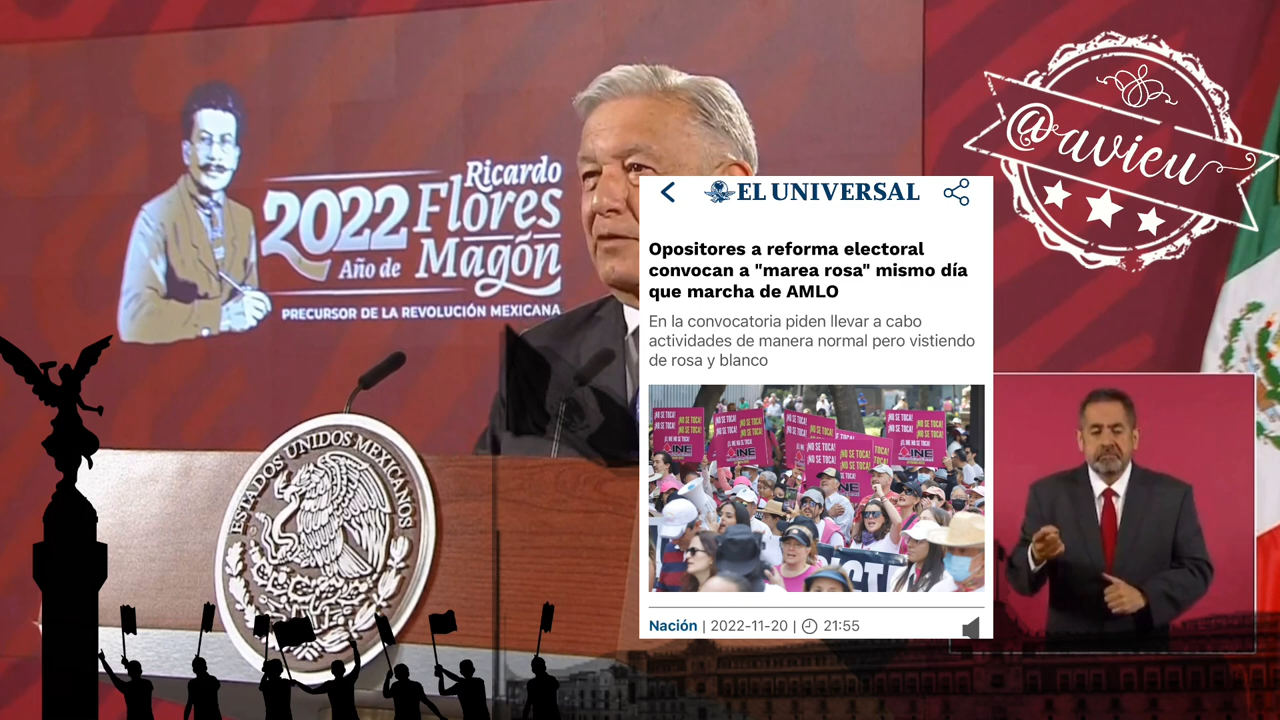 Ricardo
2022 Flores
Año de Magón
PRECURSOR DE LA REVOLUCIÓN MEXICANA
@avieu
EL UNIVERSAL
Opositores a reforma electoral
convocan a "marea rosa" mismo día
que marcha de AMLO
En la convocatoria piden llevar a cabo
actividades de manera normal pero vistiendo
de rosa y blanco
¡NO SE TOCA!
INE
Nación | 2022-11-20 | 21:55
ESTADOS UNIDOS MEXICANOS